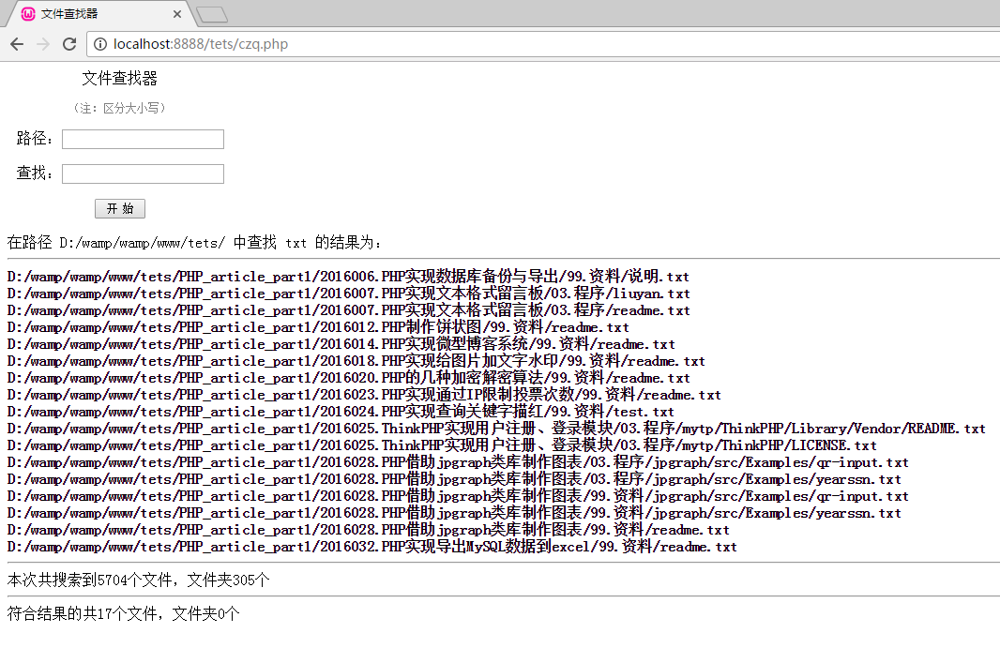 文件查找器
localhost:8888/tets/czq.php
文件查找器
（注：区分大小写）
路径：
查找：
开 始
在路径 D:/wamp/wamp/www/tets/ 中查找 txt 的结果为：
D:/wamp/wamp/www/tets/PHP_article_part1/2016006.PHP实现数据库备份与导出/99.资料/说明.txt
D:/wamp/wamp/www/tets/PHP_article_part1/2016007.PHP实现文本格式留言板/03.程序/liuyan.txt
D:/wamp/wamp/www/tets/PHP_article_part1/2016007.PHP实现文本格式留言板/03.程序/readme.txt
D:/wamp/wamp/www/tets/PHP_article_part1/2016012.PHP制作饼状图/99.资料/readme.txt
D:/wamp/wamp/www/tets/PHP_article_part1/2016014.PHP实现微型博客系统/99.资料/readme.txt
D:/wamp/wamp/www/tets/PHP_article_part1/2016018.PHP实现给图片加文字水印/99.资料/readme.txt
D:/wamp/wamp/www/tets/PHP_article_part1/2016020.PHP的几种加密解密算法/99.资料/readme.txt
D:/wamp/wamp/www/tets/PHP_article_part1/2016023.PHP实现通过IP限制投票次数/99.资料/readme.txt
D:/wamp/wamp/www/tets/PHP_article_part1/2016024.PHP实现查询关键字描红/99.资料/test.txt
D:/wamp/wamp/www/tets/PHP_article_part1/2016025.ThinkPHP实现用户注册、登录模块/03.程序/mytp/ThinkPHP/Library/Vendor/README.txt
D:/wamp/wamp/www/tets/PHP_article_part1/2016025.ThinkPHP实现用户注册、登录模块/03.程序/mytp/ThinkPHP/LICENSE.txt
D:/wamp/wamp/www/tets/PHP_article_part1/2016028.PHP借助jpgraph类库制作图表/03.程序/jpgraph/src/Examples/qr-input.txt
D:/wamp/wamp/www/tets/PHP_article_part1/2016028.PHP借助jpgraph类库制作图表/03.程序/jpgraph/src/Examples/yearssn.txt
D:/wamp/wamp/www/tets/PHP_article_part1/2016028.PHP借助jpgraph类库制作图表/99.资料/jpgraph/src/Examples/qr-input.txt
D:/wamp/wamp/www/tets/PHP_article_part1/2016028.PHP借助jpgraph类库制作图表/99.资料/jpgraph/src/Examples/yearssn.txt
D:/wamp/wamp/www/tets/PHP_article_part1/2016028.PHP借助jpgraph类库制作图表/99.资料/readme.txt
D:/wamp/wamp/www/tets/PHP_article_part1/2016032.PHP实现导出MySQL数据到excel/99.资料/readme.txt
本次共搜索到5704个文件，文件夹305个
符合结果的共17个文件，文件夹0个